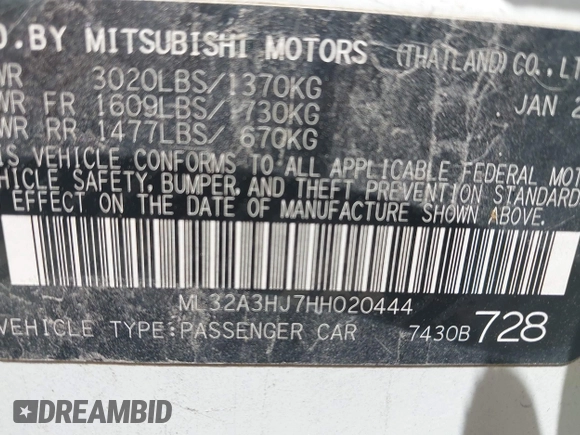 D.BY MITSUBISHI MOTORS (THAILAND)CO.,LT
WR 3020LBS/1370KG
JAN 2
WR FR 1609LBS/ 730KG
WR RR 1477LBS/ 670KG
IS VEHICLE CONFORMS TO ALL APPLICABLE FEDERAL MOT
HICLE SAFETY, BUMPER, AND THEFT PREVENTION STANDARD
EFFECT ON THE DATE OF MANUFACTURE SHOWN ABOVE.
ML32A3HJ7HH020444
VEHICLE TYPE:PASSENGER CAR 7430B 728
DREAMBID